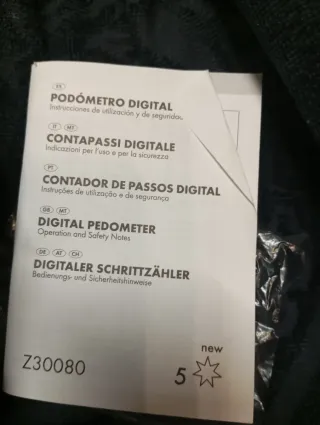 ES
PODÓMETRO DIGITAL
Instrucciones de utilización y de seguridad
IT MT
CONTAPASSI DIGITALE
Indicazioni per l'uso e per la sicurezza
PT
CONTADOR DE PASSOS DIGITAL
Instruções de utilização e de segurança
GB MT
DIGITAL PEDOMETER
Operation and Safety Notes
DE AT CH
DIGITALER SCHRITTZÄHLER
Bedienungs- und Sicherheitshinweise
new
Z30080 5